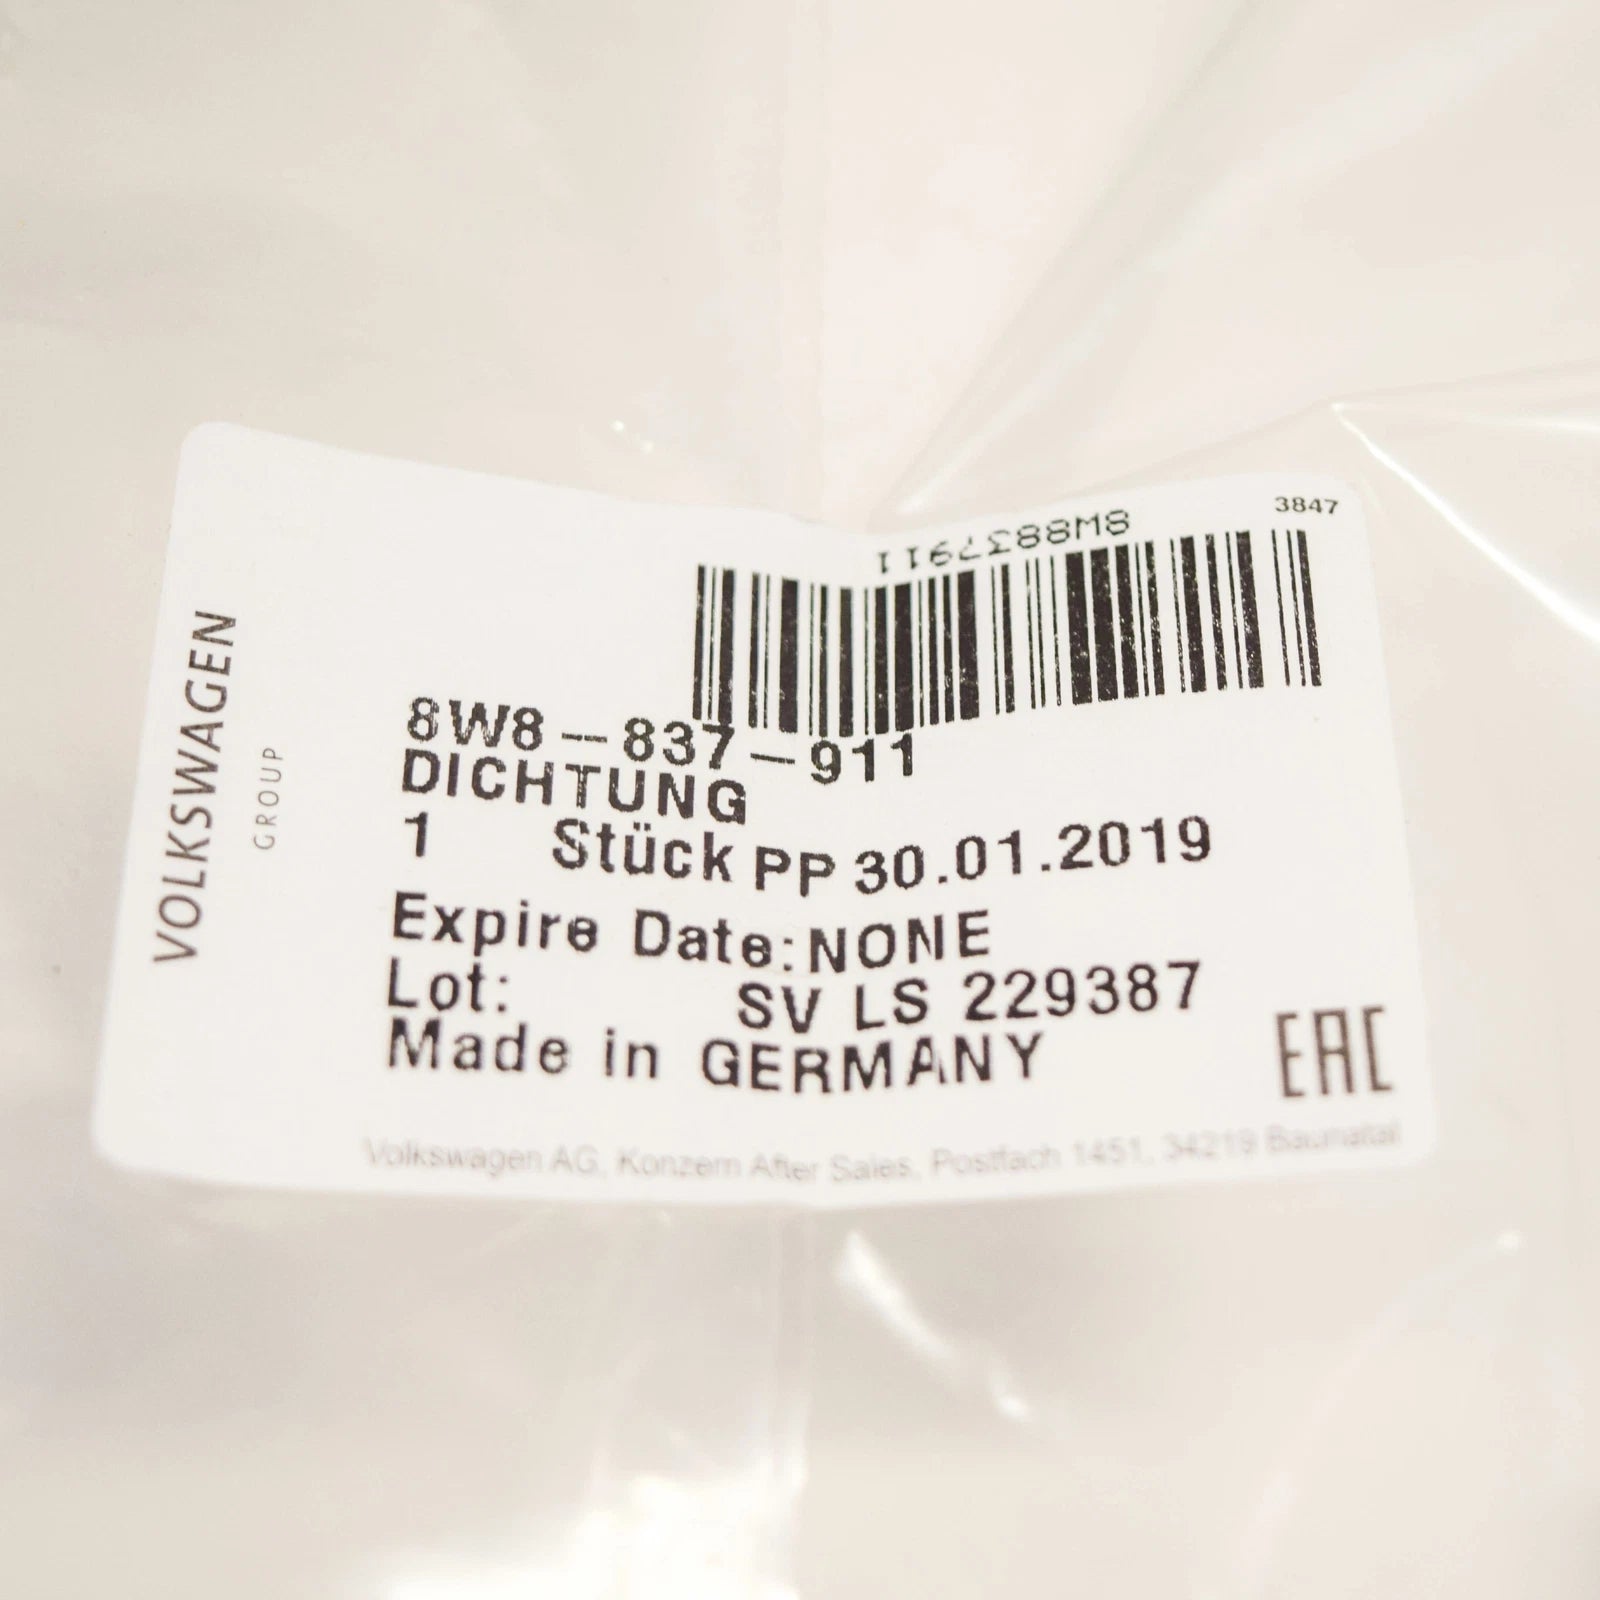 3847
8W8837911
8W8-837-911
DICHTUNG
1 Stück PP 30.01.2019
Expire Date:NONE
Lot: SV LS 229387
Made in GERMANY
EAC
Volkswagen AG, Konzern After Sales, Postfach 1451, 34219 Baunatal
VOLKSWAGEN
GROUP